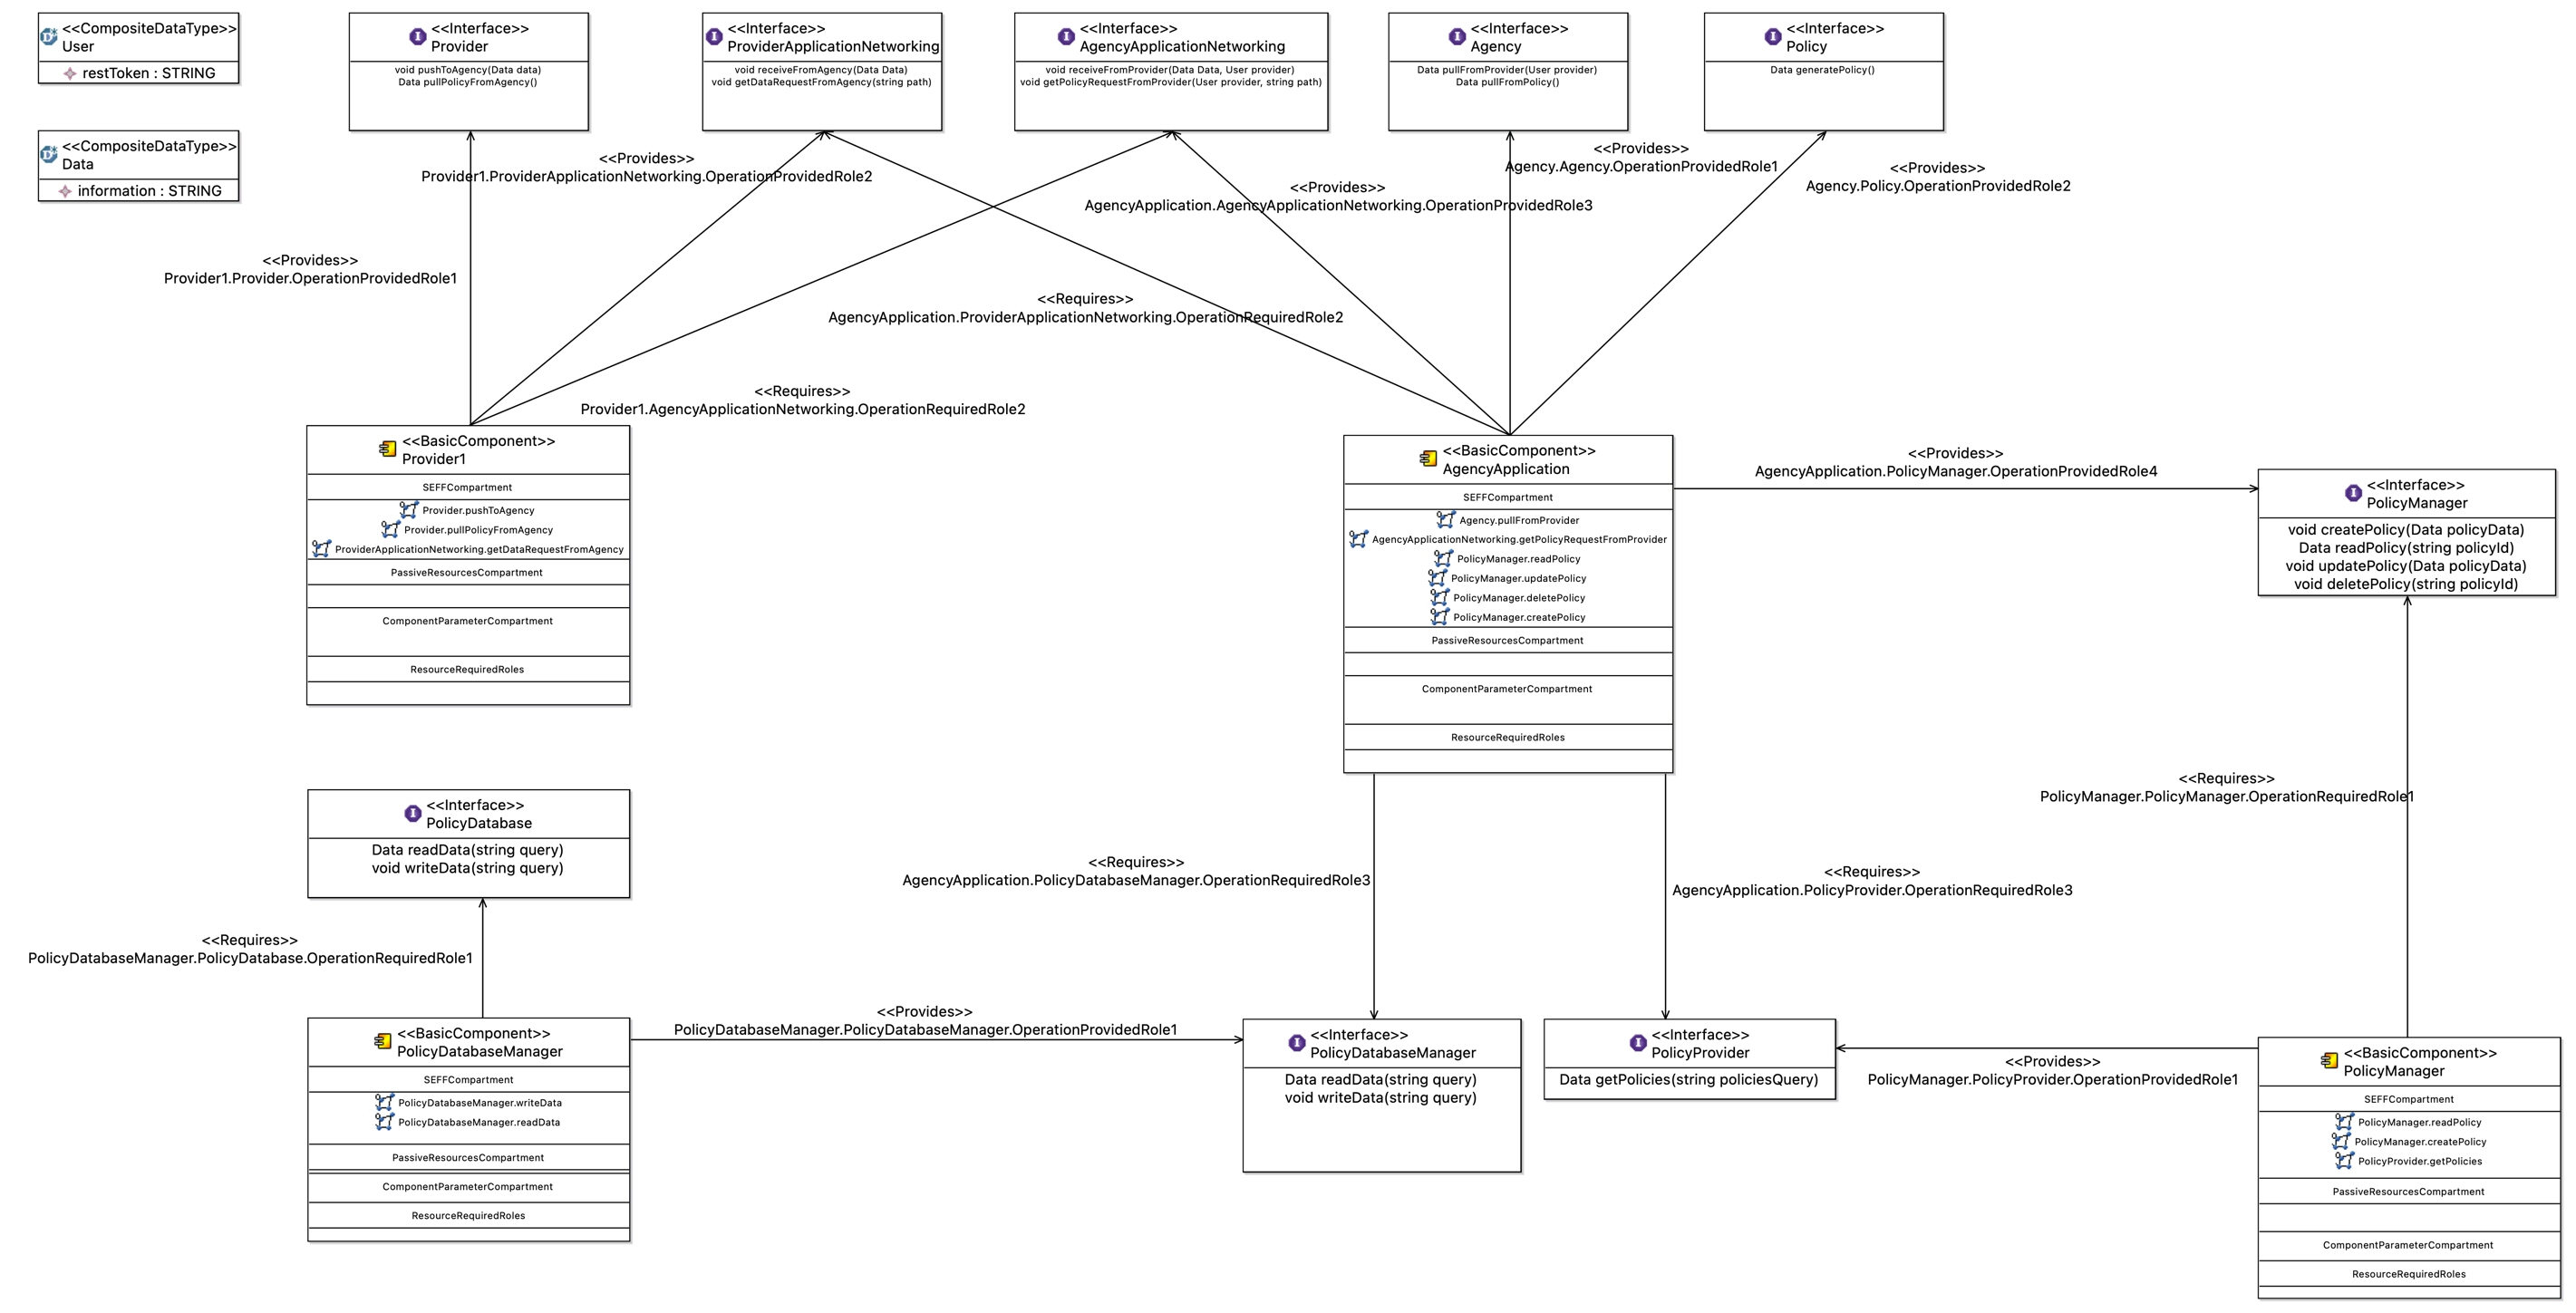 <<CompositeDataType>>
User
restToken : STRING
<<CompositeDataType>>
Data
information : STRING
<<Interface>>
Provider
void pushToAgency(Data data)
Data pullPolicyFromAgency()
<<Interface>>
ProviderApplicationNetworking
void receiveFromAgency(Data Data)
void getDataRequestFromAgency(string path)
<<Interface>>
AgencyApplicationNetworking
void receiveFromProvider(Data Data, User provider)
void getPolicyRequestFromProvider(User provider, string path)
<<Interface>>
Agency
Data pullFromProvider(User provider)
Data pullFromPolicy()
<<Interface>>
Policy
Data generatePolicy()
<<Provides>>
Provider1.ProviderApplicationNetworking.OperationProvidedRole2
<<Provides>>
Agency.Agency.OperationProvidedRole1
<<Provides>>
AgencyApplication.AgencyApplicationNetworking.OperationProvidedRole3
<<Provides>>
Agency.Policy.OperationProvidedRole2
<<Provides>>
Provider1.Provider.OperationProvidedRole1
<<Requires>>
AgencyApplication.ProviderApplicationNetworking.OperationRequiredRole2
<<Requires>>
Provider1.AgencyApplicationNetworking.OperationRequiredRole2
<<BasicComponent>>
Provider1
SEFFCompartment
Provider.pushToAgency
Provider.pullPolicyFromAgency
ProviderApplicationNetworking.getDataRequestFromAgency
PassiveResourcesCompartment
ComponentParameterCompartment
ResourceRequiredRoles
<<BasicComponent>>
AgencyApplication
SEFFCompartment
Agency.pullFromProvider
AgencyApplicationNetworking.getPolicyRequestFromProvider
PolicyManager.readPolicy
PolicyManager.updatePolicy
PolicyManager.deletePolicy
PolicyManager.createPolicy
PassiveResourcesCompartment
ComponentParameterCompartment
ResourceRequiredRoles
<<Provides>>
AgencyApplication.PolicyManager.OperationProvidedRole4
<<Interface>>
PolicyManager
void createPolicy(Data policyData)
Data readPolicy(string policyId)
void updatePolicy(Data policyData)
void deletePolicy(string policyId)
<<Requires>>
PolicyManager.PolicyManager.OperationRequiredRole1
<<Interface>>
PolicyDatabase
Data readData(string query)
void writeData(string query)
<<Requires>>
AgencyApplication.PolicyDatabaseManager.OperationRequiredRole3
<<Requires>>
AgencyApplication.PolicyProvider.OperationRequiredRole3
<<Requires>>
PolicyDatabaseManager.PolicyDatabase.OperationRequiredRole1
<<BasicComponent>>
PolicyDatabaseManager
SEFFCompartment
PolicyDatabaseManager.writeData
PolicyDatabaseManager.readData
PassiveResourcesCompartment
ComponentParameterCompartment
ResourceRequiredRoles
<<Provides>>
PolicyDatabaseManager.PolicyDatabaseManager.OperationProvidedRole1
<<Interface>>
PolicyDatabaseManager
Data readData(string query)
void writeData(string query)
<<Interface>>
PolicyProvider
Data getPolicies(string policiesQuery)
<<Provides>>
PolicyManager.PolicyProvider.OperationProvidedRole1
<<BasicComponent>>
PolicyManager
SEFFCompartment
PolicyManager.readPolicy
PolicyManager.createPolicy
PolicyProvider.getPolicies
PassiveResourcesCompartment
ComponentParameterCompartment
ResourceRequiredRoles